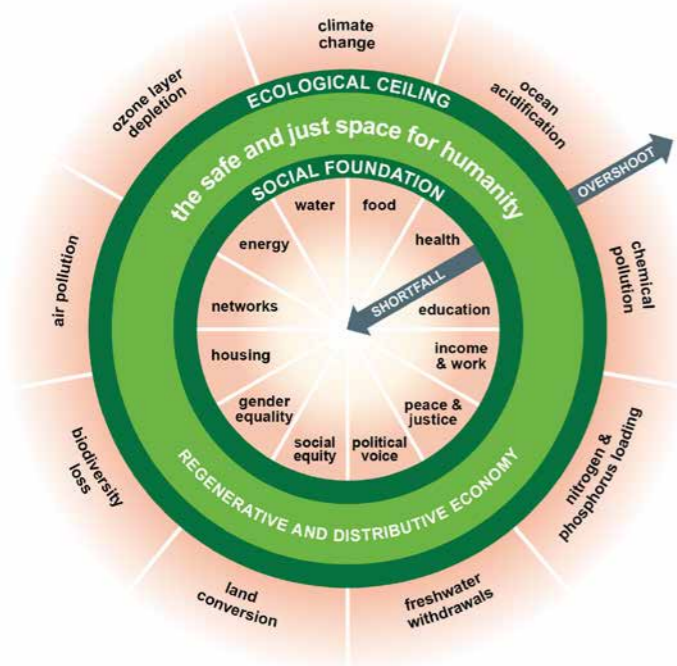 climate
change
ocean
acidification
OVERSHOOT
chemical
pollution
nitrogen &
phosphorus loading
freshwater
withdrawals
land
conversion
biodiversity
loss
air pollution
ozone layer
depletion
ECOLOGICAL CEILING
the safe and just space for humanity
SOCIAL FOUNDATION
water
food
health
SHORTFALL
education
income
& work
peace &
justice
political
voice
social
equity
gender
equality
housing
networks
energy
REGENERATIVE AND DISTRIBUTIVE ECONOMY